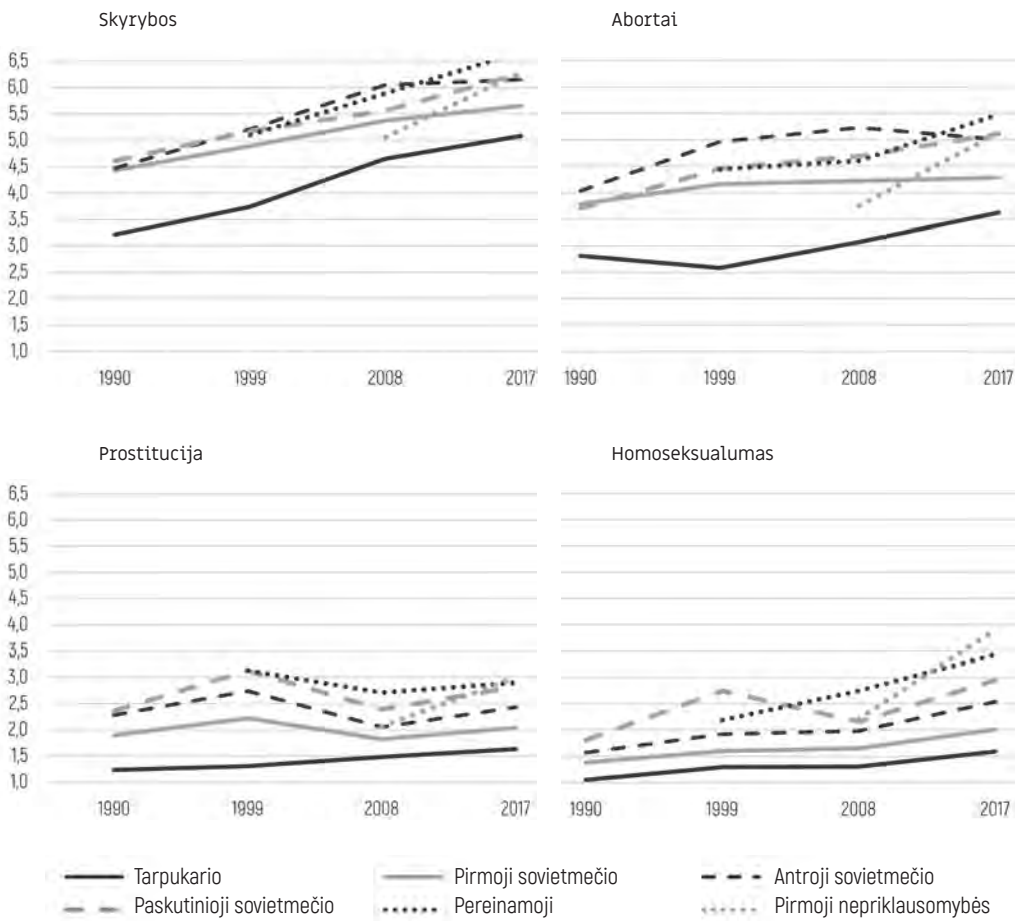 Skyrybos
6,5
6,0
5,5
5,0
4,5
4,0
3,5
3,0
2,5
2,0
1,5
1,0
1990 1999 2008 2017
Abortai
1990 1999 2008 2017
Prostitucija
6,5
6,0
5,5
5,0
4,5
4,0
3,5
3,0
2,5
2,0
1,5
1,0
1990 1999 2008 2017
Homoseksualumas
1990 1999 2008 2017
Tarpukario Pirmoji sovietmečio Antroji sovietmečio
Paskutinioji sovietmečio Pereinamoji Pirmoji nepriklausomybės